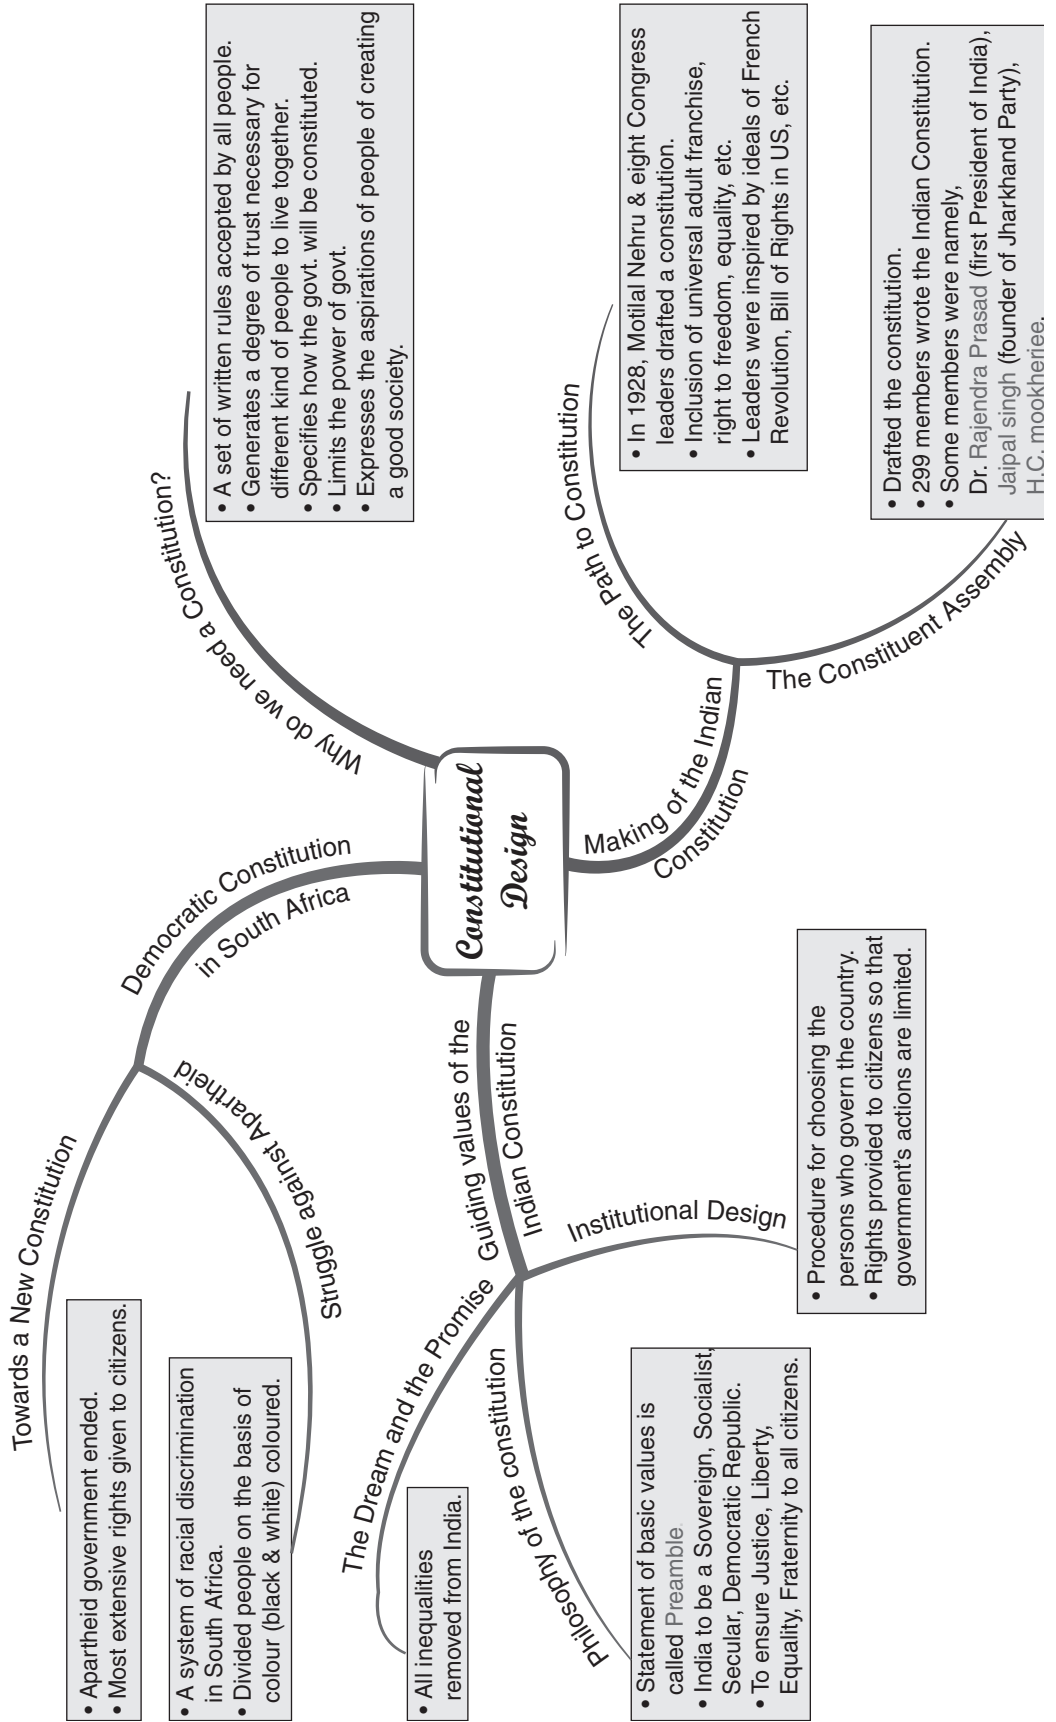 Constitutional
Design
Why do we need a Constitution?
• A set of written rules accepted by all people.
• Generates a degree of trust necessary for
different kind of people to live together.
• Specifies how the govt. will be constituted.
• Limits the power of govt.
• Expresses the aspirations of people of creating
a good society.
Making of the Indian
Constitution
The Path to Constitution
• In 1928, Motilal Nehru & eight Congress
leaders drafted a constitution.
• Inclusion of universal adult franchise,
right to freedom, equality, etc.
• Leaders were inspired by ideals of French
Revolution, Bill of Rights in US, etc.
The Constituent Assembly
• Drafted the constitution.
• 299 members wrote the Indian Constitution.
• Some members were namely,
Dr. Rajendra Prasad (first President of India),
Jaipal singh (founder of Jharkhand Party),
H.C. mookherjee,
Guiding values of the
Indian Constitution
Institutional Design
• Procedure for choosing the
persons who govern the country.
• Rights provided to citizens so that
government's actions are limited.
Philosophy of the constitution
• Statement of basic values is
called Preamble.
• India to be a Sovereign, Socialist,
Secular, Democratic Republic.
• To ensure Justice, Liberty,
Equality, Fraternity to all citizens.
The Dream and the Promise
• All inequalities
removed from India.
Democratic Constitution
in South Africa
Struggle against Apartheid
• A system of racial discrimination
in South Africa.
• Divided people on the basis of
colour (black & white) coloured.
Towards a New Constitution
• Apartheid government ended.
• Most extensive rights given to citizens.